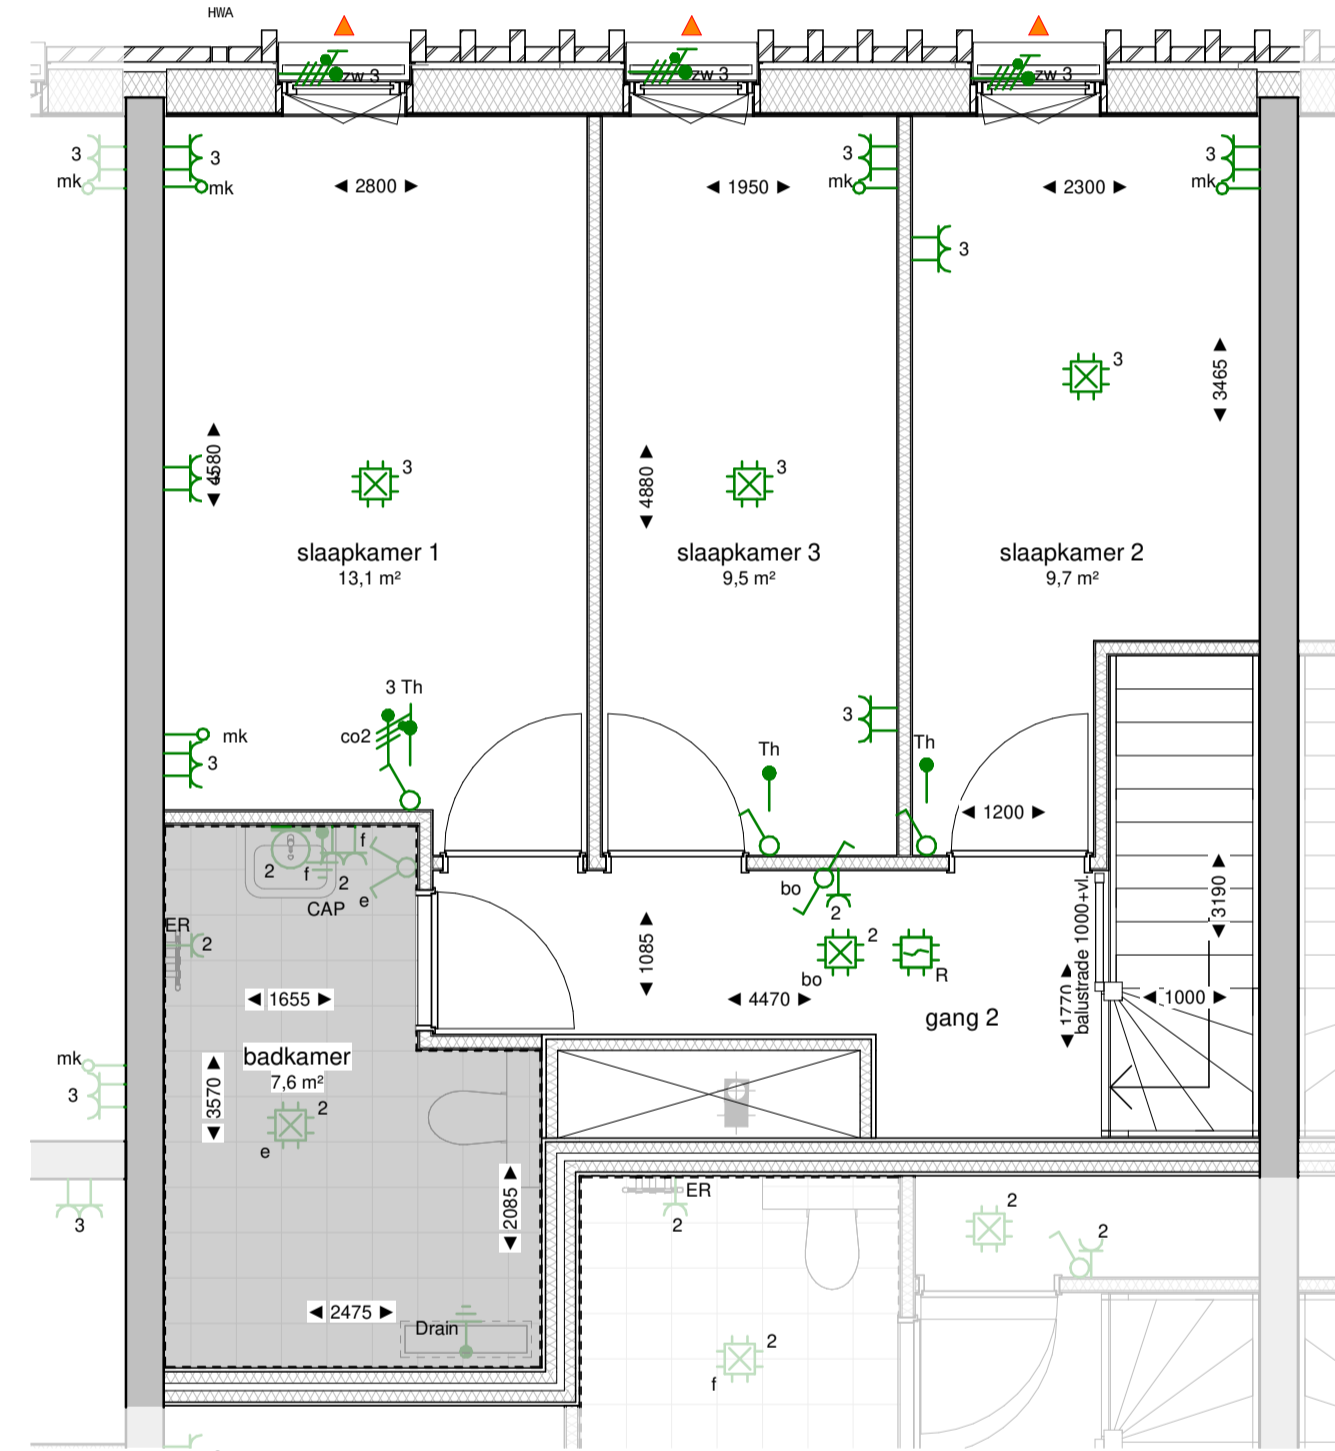 HWA
zw 3
zw 3
zw 3
3
mk
3
mk
2800
1950
3
mk
2300
3
mk
3
3
3465
4580
3
4880
3
slaapkamer 1
13,1 m²
slaapkamer 3
9,5 m²
slaapkamer 2
9,7 m²
3 Th
co2
mk
3
3
Th
Th
1200
f
2
f
2
e
CAP
bo
2
ER
2
1085
2
bo
R
4470
gang 2
1770
balustrade 1000+vl.
3190
1000
1655
badkamer
7,6 m²
mk
3
3570
2
e
2085
ER
2
3
2
2
2475
Drain
2
f